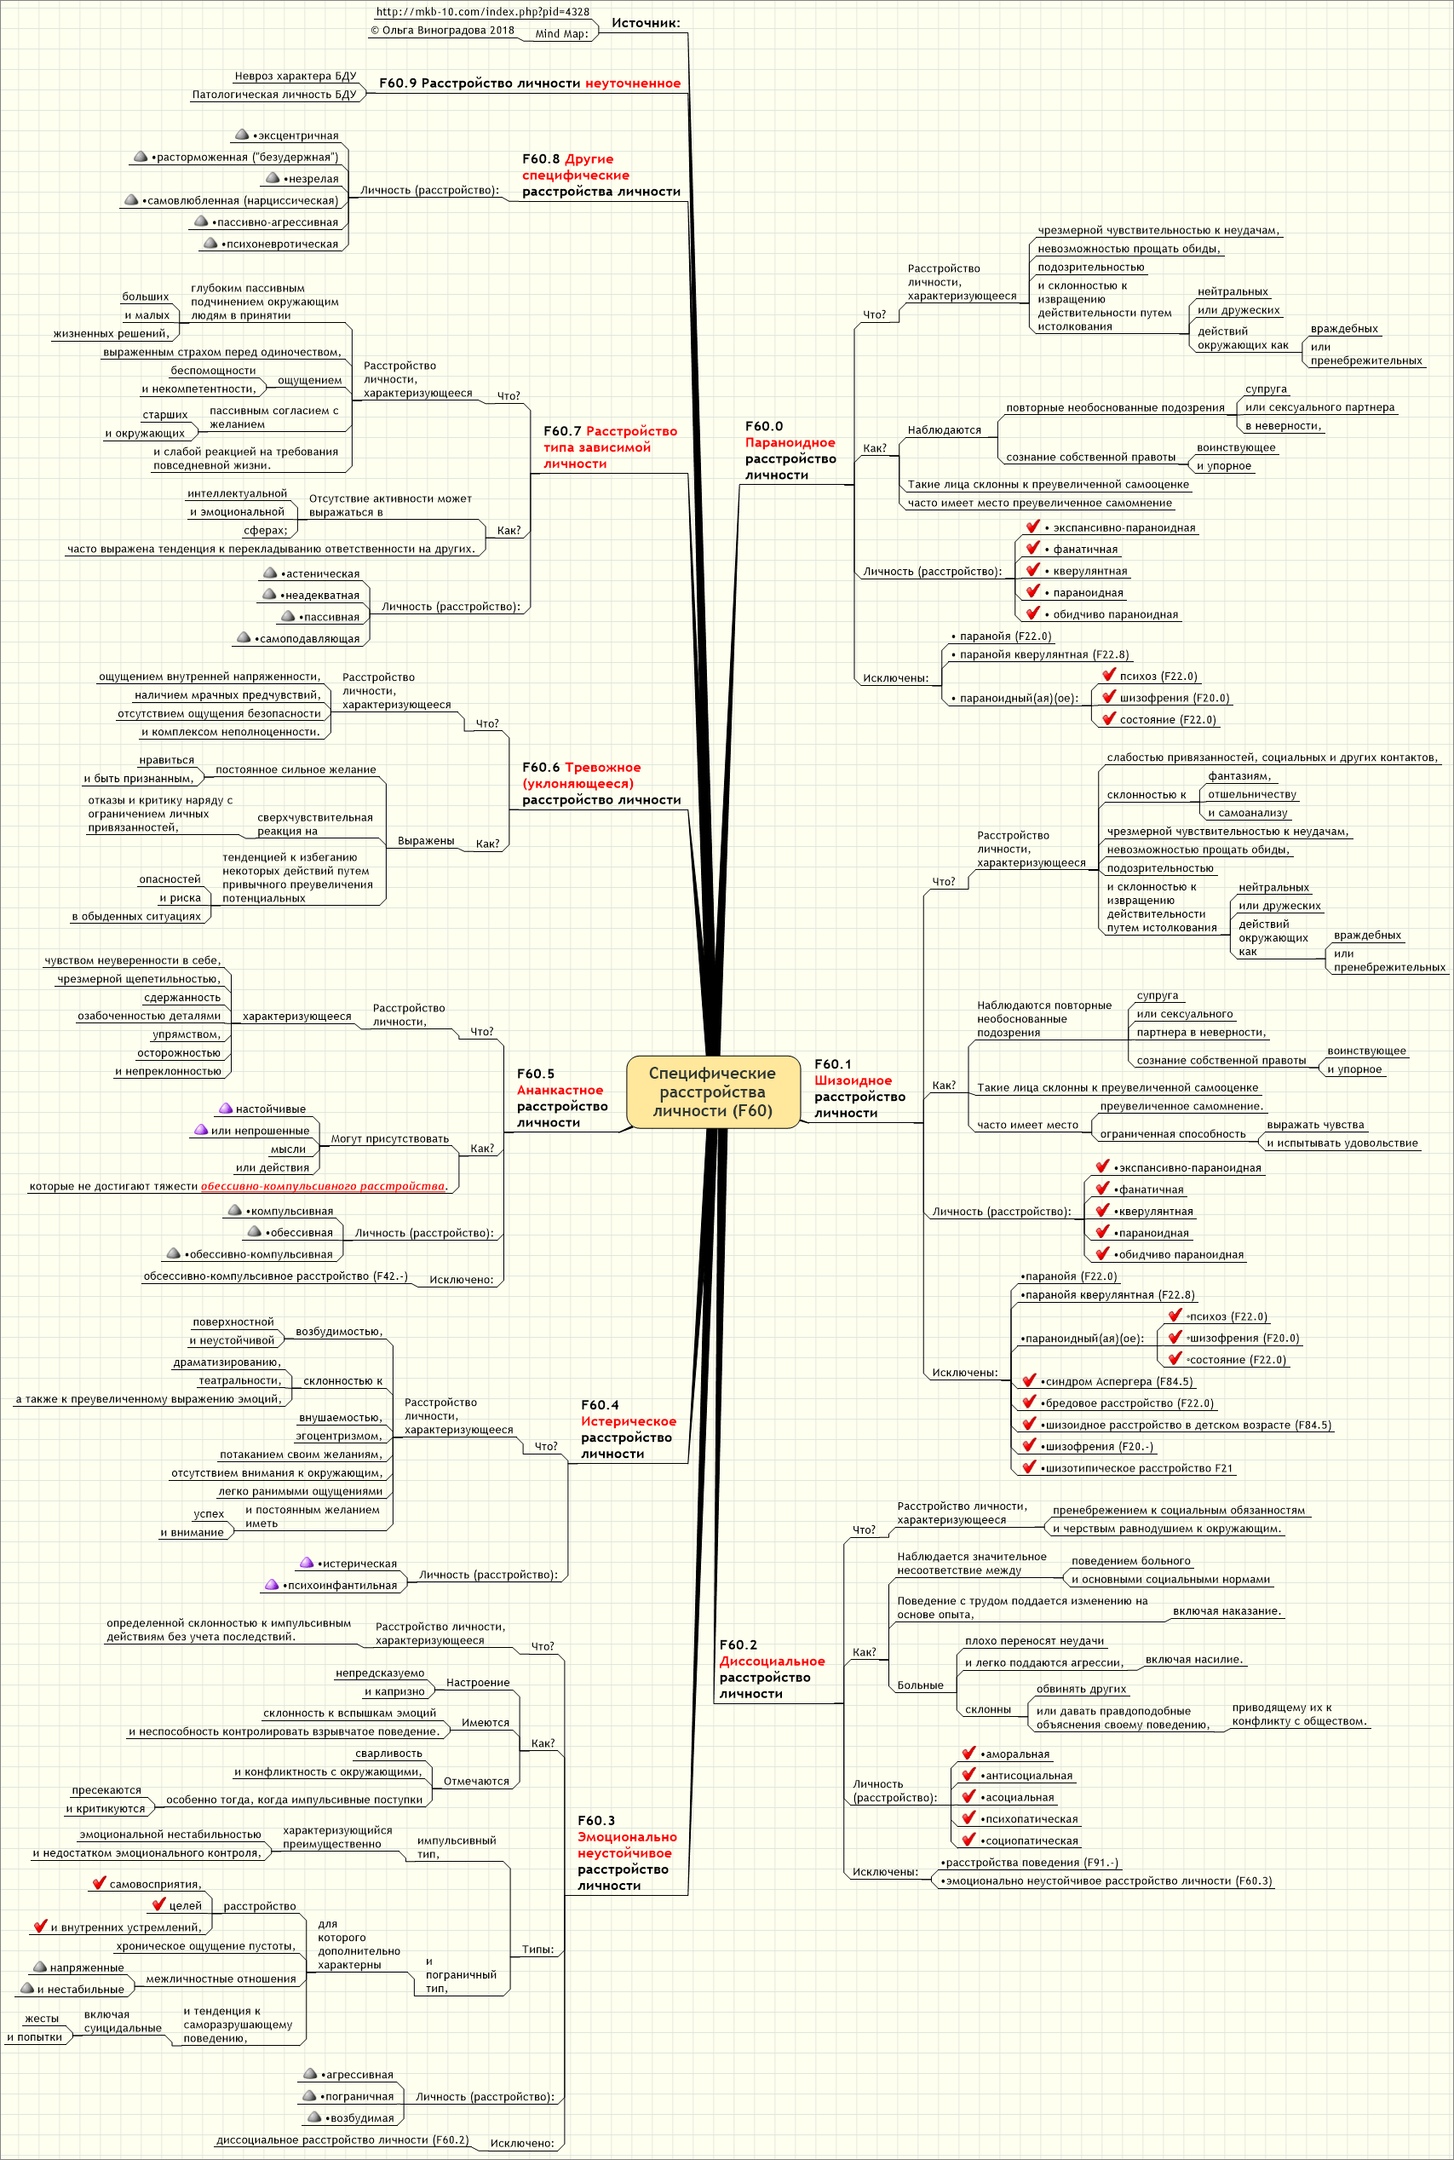 Специфические
расстройства
личности (F60)
F60.0
Параноидное
расстройство
личности
Что?
Расстройство
личности,
характеризующееся
чрезмерной чувствительностью к неудачам,
невозможностью прощать обиды,
подозрительностью
и склонностью к
извращению
действительности путем
истолкования
нейтральных
или дружеских
действий
окружающих как
враждебных
или
пренебрежительных
Как?
Наблюдаются
повторные необоснованные подозрения
супруга
или сексуального партнера
в неверности,
сознание собственной правоты
воинствующее
и упорное
Такие лица склонны к преувеличенной самооценке
часто имеет место преувеличенное самомнение
Личность (расстройство):
• экспансивно-параноидная
• фанатичная
• кверулянтная
• параноидная
• обидчиво параноидная
Исключены:
• паранойя (F22.0)
• паранойя кверулянтная (F22.8)
• параноидный(ая)(ое):
психоз (F22.0)
шизофрения (F20.0)
состояние (F22.0)
F60.1
Шизоидное
расстройство
личности
Что?
Расстройство
личности,
характеризующееся
слабостью привязанностей, социальных и других контактов,
склонностью к
фантазиям,
отшельничеству
и самоанализу
чрезмерной чувствительностью к неудачам,
невозможностью прощать обиды,
подозрительностью
и склонностью к
извращению
действительности
путем истолкования
нейтральных
или дружеских
действий
окружающих
как
враждебных
или
пренебрежительных
Как?
Наблюдаются повторные
необоснованные
подозрения
супруга
или сексуального
партнера в неверности,
сознание собственной правоты
воинствующее
и упорное
Такие лица склонны к преувеличенной самооценке
часто имеет место
преувеличенное самомнение.
ограниченная способность
выражать чувства
и испытывать удовольствие
Личность (расстройство):
•экспансивно-параноидная
•фанатичная
•кверулянтная
•параноидная
•обидчиво параноидная
Исключены:
•паранойя (F22.0)
•паранойя кверулянтная (F22.8)
•параноидный(ая)(ое):
◦психоз (F22.0)
◦шизофрения (F20.0)
◦состояние (F22.0)
•синдром Аспергера (F84.5)
•бредовое расстройство (F22.0)
•шизоидное расстройство в детском возрасте (F84.5)
•шизофрения (F20.-)
•шизотипическое расстройство F21
F60.2
Диссоциальное
расстройство
личности
Что?
Расстройство личности,
характеризующееся
пренебрежением к социальным обязанностям
и черствым равнодушием к окружающим.
Как?
Наблюдается значительное
несоответствие между
поведением больного
и основными социальными нормами
Поведение с трудом поддается изменению на
основе опыта,
включая наказание.
Больные
плохо переносят неудачи
и легко поддаются агрессии,
включая насилие.
склонны
обвинять других
или давать правдоподобные
объяснения своему поведению,
приводящему их к
конфликту с обществом.
Личность
(расстройство):
•аморальная
•антисоциальная
•асоциальная
•психопатическая
•социопатическая
Исключены:
•расстройства поведения (F91.-)
•эмоционально неустойчивое расстройство личности (F60.3)
F60.3
Эмоционально
неустойчивое
расстройство
личности
Что?
Расстройство личности,
характеризующееся
определенной склонностью к импульсивным
действиям без учета последствий.
Как?
Настроение
непредсказуемо
и капризно
Имеются
склонность к вспышкам эмоций
и неспособность контролировать взрывчатое поведение.
Отмечаются
сварливость
и конфликтность с окружающими,
особенно тогда, когда импульсивные поступки
пресекаются
и критикуются
Типы:
импульсивный
тип,
характеризующийся
преимущественно
эмоциональной нестабильностью
и недостатком эмоционального контроля,
и
пограничный
тип,
для
которого
дополнительно
характерны
расстройство
самовосприятия,
целей
и внутренних устремлений,
хроническое ощущение пустоты,
межличностные отношения
напряженные
и нестабильные
и тенденция к
саморазрушающему
поведению,
включая
суицидальные
жесты
и попытки
Личность (расстройство):
•агрессивная
•пограничная
•возбудимая
Исключено:
диссоциальное расстройство личности (F60.2)
F60.4
Истерическое
расстройство
личности
Что?
Расстройство
личности,
характеризующееся
возбудимостью,
поверхностной
и неустойчивой
склонностью к
драматизированию,
театральности,
а также к преувеличенному выражению эмоций,
внушаемостью,
эгоцентризмом,
потаканием своим желаниям,
отсутствием внимания к окружающим,
легко ранимыми ощущениями
и постоянным желанием
иметь
успех
и внимание
Личность (расстройство):
•истерическая
•психоинфантильная
F60.5
Ананкастное
расстройство
личности
Что?
Расстройство
личности,
характеризующееся
чувством неуверенности в себе,
чрезмерной щепетильностью,
сдержанность
озабоченностью деталями
упрямством,
осторожностью
и непреклонностью
Как?
Могут присутствовать
настойчивые
или непрошенные
мысли
или действия
которые не достигают тяжести обессивно-компульсивного расстройства.
Личность (расстройство):
•компульсивная
•обессивная
•обессивно-компульсивная
Исключено:
обсессивно-компульсивное расстройство (F42.-)
F60.6 Тревожное
(уклоняющееся)
расстройство личности
Что?
Расстройство
личности,
характеризующееся
ощущением внутренней напряженности,
наличием мрачных предчувствий,
отсутствием ощущения безопасности
и комплексом неполноценности.
Как?
Выражены
постоянное сильное желание
нравиться
и быть признанным,
сверхчувствительная
реакция на
отказы и критику наряду с
ограничением личных
привязанностей,
тенденцией к избеганию
некоторых действий путем
привычного преувеличения
потенциальных
опасностей
и риска
в обыденных ситуациях
F60.7 Расстройство
типа зависимой
личности
Что?
Расстройство
личности,
характеризующееся
глубоким пассивным
подчинением окружающим
людям в принятии
больших
и малых
жизненных решений,
выраженным страхом перед одиночеством,
ощущением
беспомощности
и некомпетентности,
пассивным согласием с
желанием
старших
и окружающих
и слабой реакцией на требования
повседневной жизни.
Как?
Отсутствие активности может
выражаться в
интеллектуальной
и эмоциональной
сферах;
часто выражена тенденция к перекладыванию ответственности на других.
Личность (расстройство):
•астеническая
•неадекватная
•пассивная
•самоподавляющая
F60.8 Другие
специфические
расстройства личности
Личность (расстройство):
•эксцентричная
•расторможенная ("безудержная")
•незрелая
•самовлюбленная (нарциссическая)
•пассивно-агрессивная
•психоневротическая
F60.9 Расстройство личности неуточненное
Невроз характера БДУ
Патологическая личность БДУ
Источник:
http://mkb-10.com/index.php?pid=4328
Mind Map:
© Ольга Виноградова 2018